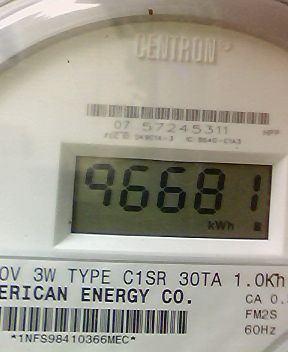 CENTRON®
07 57245311 HPP
96681
kWh
0V 3W TYPE C1SR 30TA 1.0Kh
ERICAN ENERGY CO. CA 0.
FM2S
*1NFS98410366MEC* 60Hz